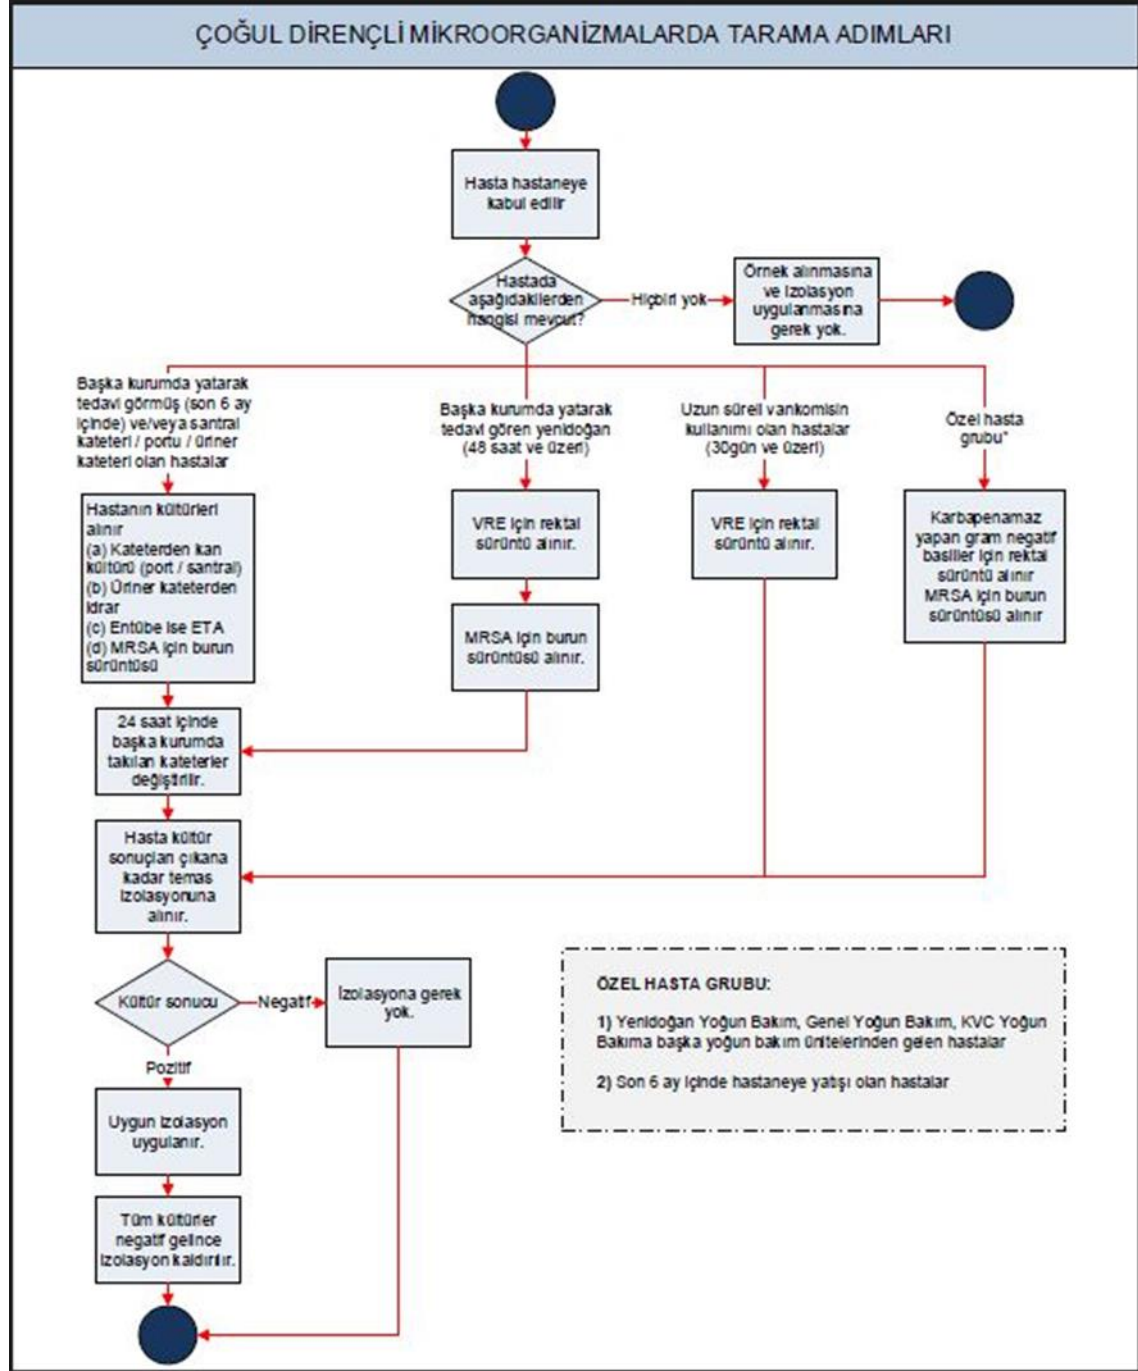 ÇOĞUL DİRENÇLİ MİKROORGANİZMALARDA TARAMA ADIMLARI
Hasta hastaneye
kabul edilir
Hastada
aşağıdakilerden
hangisi mevcut?
Hiçbiri yok
Örnek alınmasına
ve izolasyon
uygulanmasına
gerek yok.
Başka kurumda yatarak
tedavi görmüş (son 6 ay
içinde) ve/veya santral
kateteri / portu / üriner
kateteri olan hastalar
Başka kurumda yatarak
tedavi gören yenidoğan
(48 saat ve üzeri)
Uzun süreli vankomisin
kullanımı olan hastalar
(30gün ve üzeri)
Özel hasta
grubu*
Hastanın kültürleri
alınır
(a) Kateterden kan
kültürü (port / santral)
(b) Üriner kateterden
idrar
(c) Entübe ise ETA
(d) MRSA için burun
sürüntüsü
VRE için rektal
sürüntü alınır.
VRE için rektal
sürüntü alınır.
Karbapenamaz
yapan gram negatif
basiller için rektal
sürüntü alınır
MRSA için burun
sürüntüsü alınır
MRSA için burun
sürüntüsü alınır.
24 saat içinde
başka kurumda
takılan kateterler
değiştirilir.
Hasta kültür
sonuçları çıkana
kadar temas
izolasyonuna
alınır.
Kültür sonucu
Negatif
İzolasyona gerek
yok.
Pozitif
Uygun izolasyon
uygulanır.
Tüm kültürler
negatif gelince
izolasyon kaldırılır.
ÖZEL HASTA GRUBU:
1) Yenidoğan Yoğun Bakım, Genel Yoğun Bakım, KVC Yoğun
Bakıma başka yoğun bakım ünitelerinden gelen hastalar
2) Son 6 ay içinde hastaneye yatışı olan hastalar